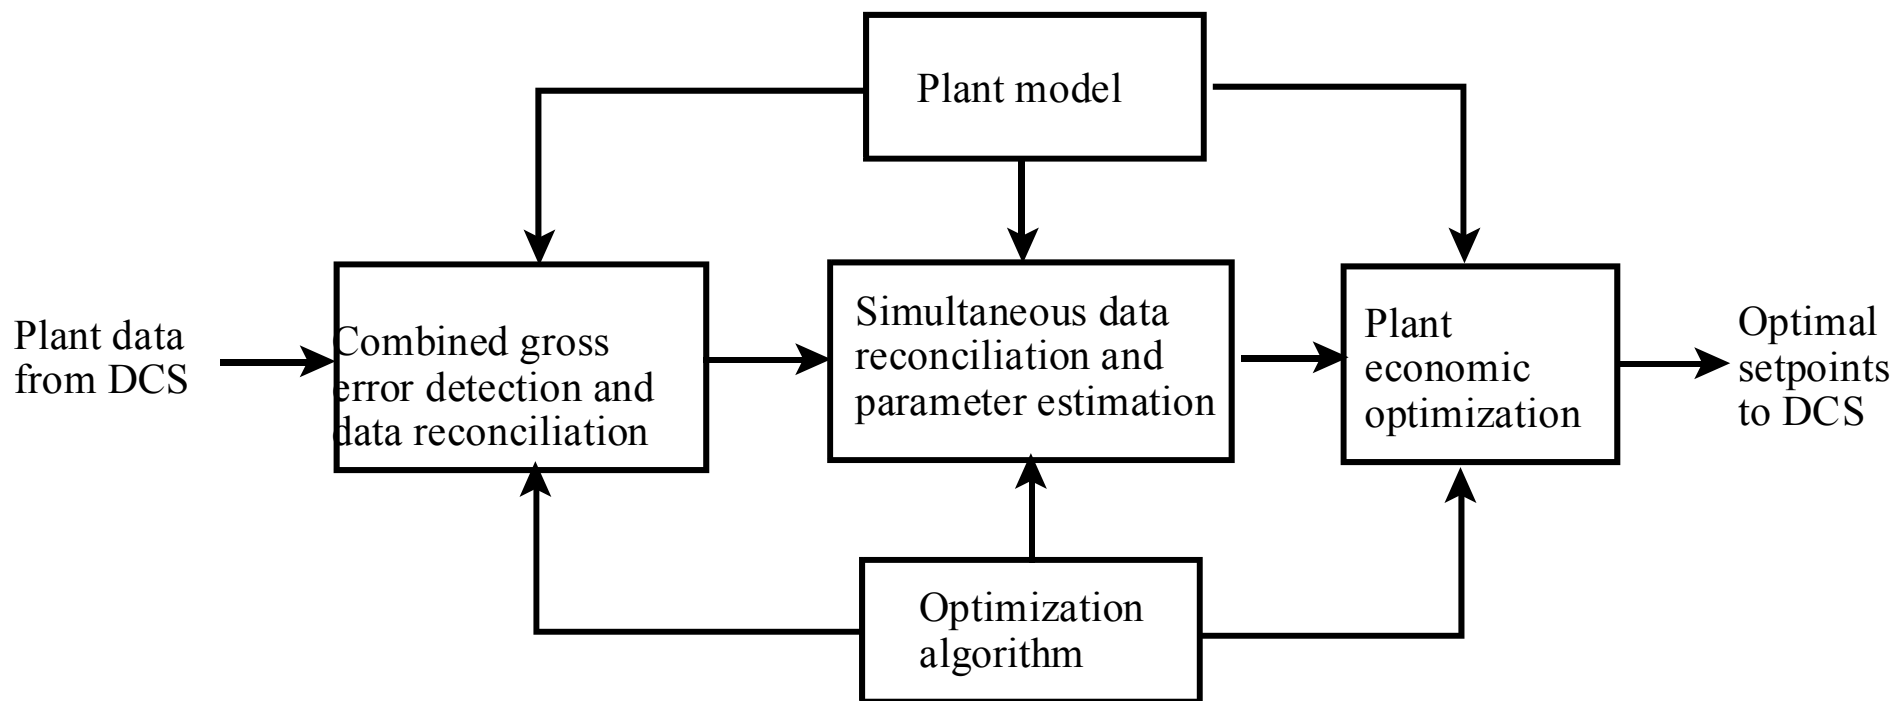 Plant model
Plant data
from DCS
Combined gross
error detection and
data reconciliation
Simultaneous data
reconciliation and
parameter estimation
Plant
economic
optimization
Optimal
setpoints
to DCS
Optimization
algorithm